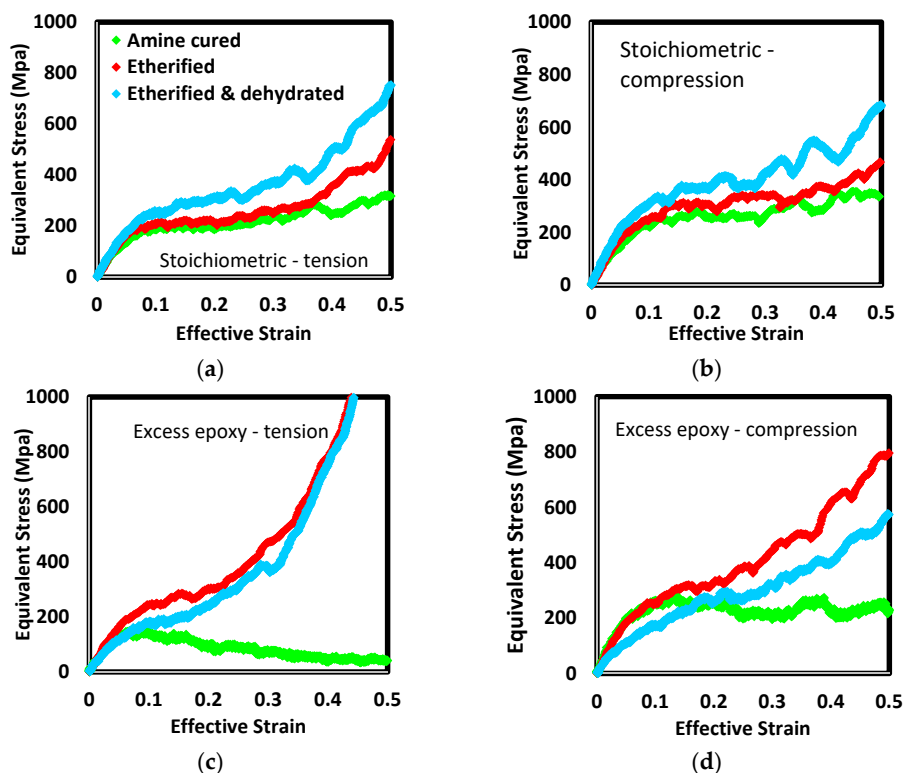 Equivalent Stress (Mpa)
1000
800
600
400
200
0
Amine cured
Etherified
Etherified & dehydrated
Stoichiometric - tension
0 0.1 0.2 0.3 0.4 0.5
Effective Strain
(a)
Equivalent Stress (Mpa)
1000
800
600
400
200
0
Stoichiometric -
compression
0 0.1 0.2 0.3 0.4 0.5
Effective Strain
(b)
Equivalent Stress (Mpa)
1000
800
600
400
200
0
Excess epoxy - tension
0 0.1 0.2 0.3 0.4 0.5
Effective Strain
(c)
Equivalent Stress (Mpa)
1000
800
600
400
200
0
Excess epoxy - compression
0 0.1 0.2 0.3 0.4 0.5
Effective Strain
(d)